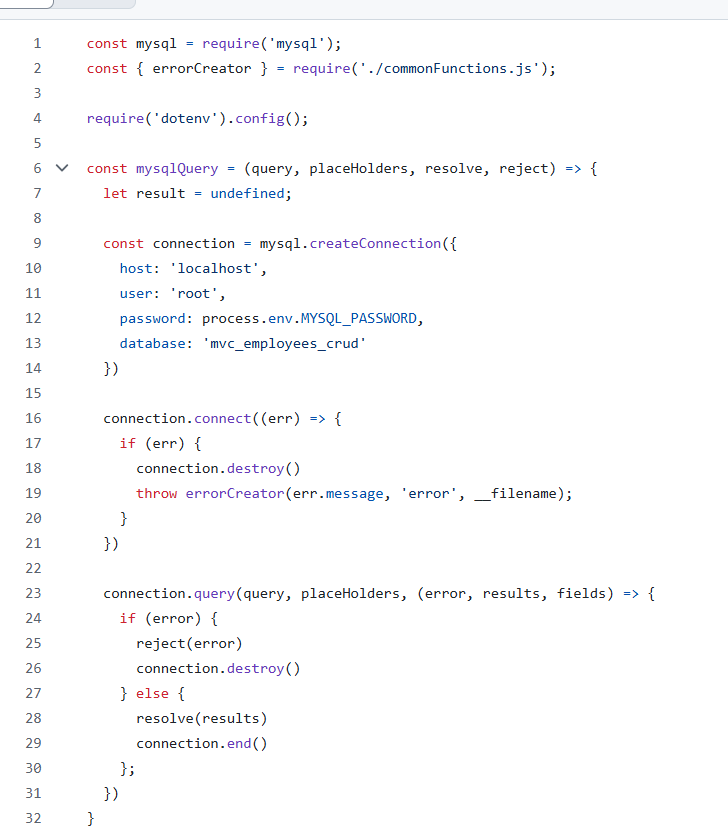 1 const mysql = require('mysql');
2 const { errorCreator } = require('./commonFunctions.js');
3
4 require('dotenv').config();
5
6 const mysqlQuery = (query, placeHolders, resolve, reject) => {
7   let result = undefined;
8
9   const connection = mysql.createConnection({
10     host: 'localhost',
11     user: 'root',
12     password: process.env.MYSQL_PASSWORD,
13     database: 'mvc_employees_crud'
14   })
15
16   connection.connect((err) => {
17     if (err) {
18       connection.destroy()
19       throw errorCreator(err.message, 'error', __filename);
20     }
21   })
22
23   connection.query(query, placeHolders, (error, results, fields) => {
24     if (error) {
25       reject(error)
26       connection.destroy()
27     } else {
28       resolve(results)
29       connection.end()
30     };
31   })
32 }